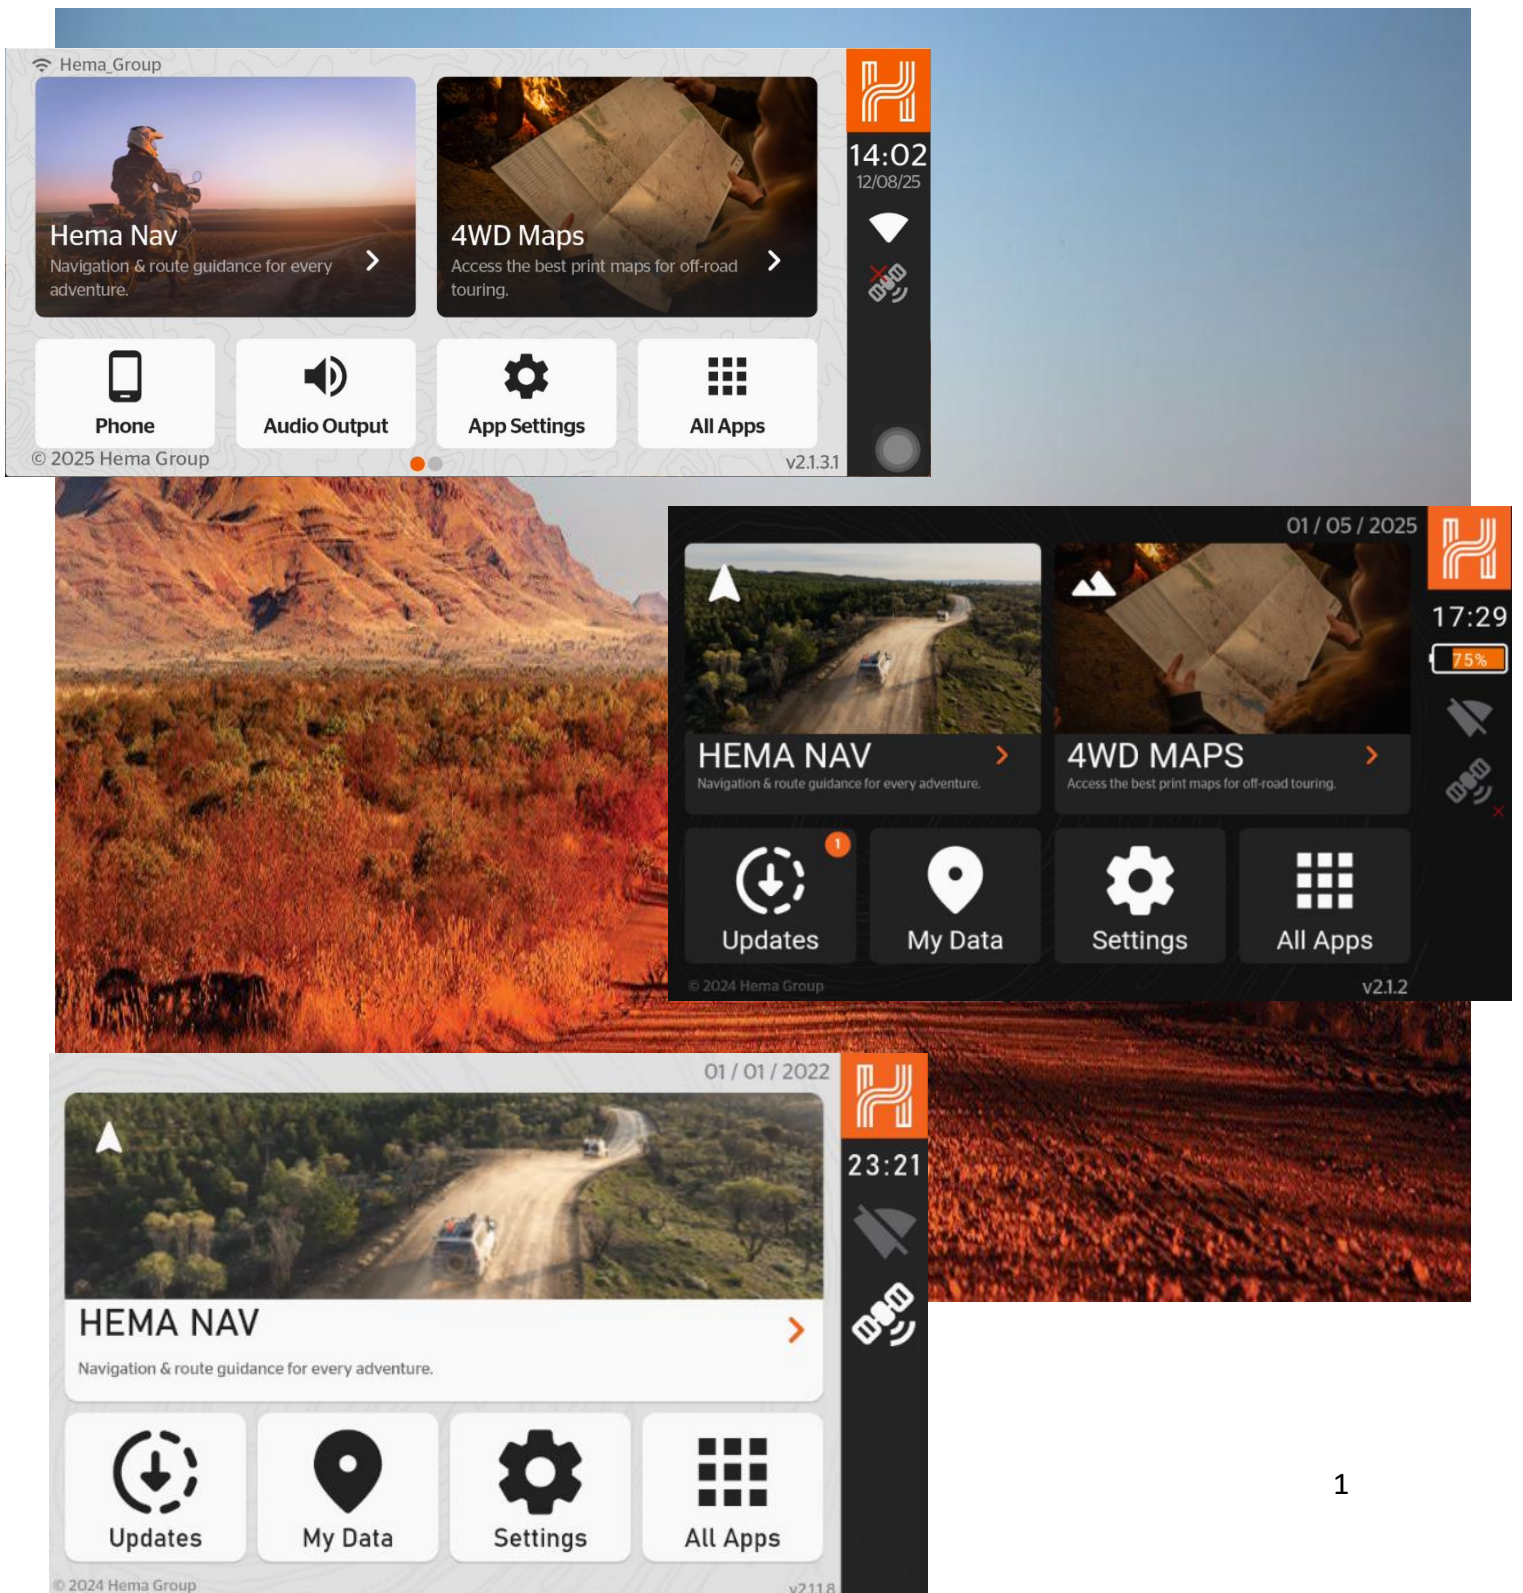 Hema_Group
Hema Nav
Navigation & route guidance for every
adventure.
4WD Maps
Access the best print maps for off-road
touring.
Phone
Audio Output
App Settings
All Apps
© 2025 Hema Group
v2.1.3.1
14:02
12/08/25
01 / 05 / 2025
17:29
75%
HEMA NAV
Navigation & route guidance for every adventure.
4WD MAPS
Access the best print maps for off-road touring.
1
Updates
My Data
Settings
All Apps
© 2024 Hema Group
v2.1.2
01 / 01 / 2022
23:21
HEMA NAV
Navigation & route guidance for every adventure.
Updates
My Data
Settings
All Apps
© 2024 Hema Group
v2.1.1.8
1